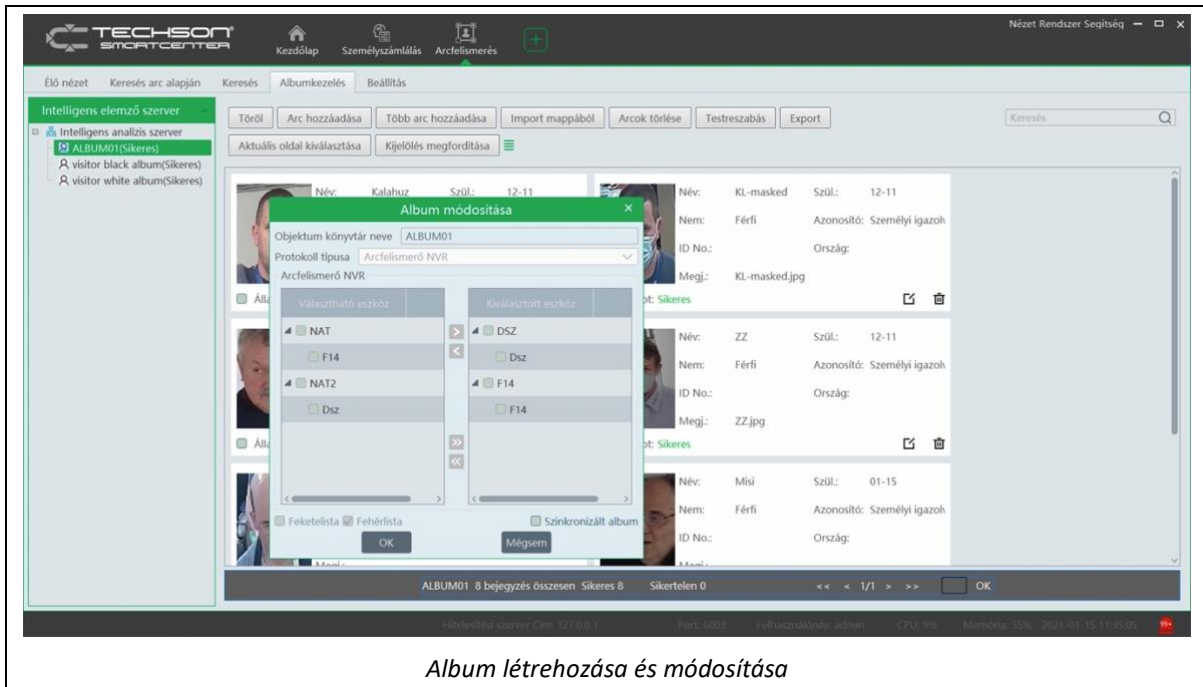 TECHSON
SMARTCENTER
Kezdőlap
Személyszámlálás
Arcfelismerés
Nézet Rendszer Segítség
Élő nézet
Keresés arc alapján
Keresés
Albumkezelés
Beállítás
Intelligens elemző szerver
Intelligens analízis szerver
ALBUM01(Sikeres)
visitor black album(Sikeres)
visitor white album(Sikeres)
Töröl
Arc hozzáadása
Több arc hozzáadása
Import mappából
Arcok törlése
Testreszabás
Export
Keresés
Aktuális oldal kiválasztása
Kijelölés megfordítása
Név: Kalahuz Szül.: 12-11
Név: KL-masked Szül.: 12-11
Nem: Férfi Azonosító: Személyi igazolv
ID No.: Ország:
Megj.: KL-masked.jpg
Sikeres
Név: ZZ Szül.: 12-11
Nem: Férfi Azonosító: Személyi igazolv
ID No.: Ország:
Megj.: ZZ.jpg
Sikeres
Név: Misi Szül.: 01-15
Nem: Férfi Azonosító: Személyi igazolv
ID No.: Ország:
Album módosítása
Objektum könyvtár neve ALBUM01
Protokoll típusa Arcfelismerő NVR
Arcfelismerő NVR
Választható eszköz
NAT
F14
NAT2
Dsz
Kiválasztott eszköz
DSZ
Dsz
F14
F14
Feketelista Fehérlista
Szinkronizált album
OK
Mégsem
ALBUM01 8 bejegyzés összesen Sikeres 8 Sikertelen 0 << < 1/1 > >> OK
Hitelesítési szerver Cím: 127.0.0.1 Port: 6003 Felhasználónév: admin CPU: 9% Memória: 55% 2021-01-15 11:35:05 99+
Album létrehozása és módosítása